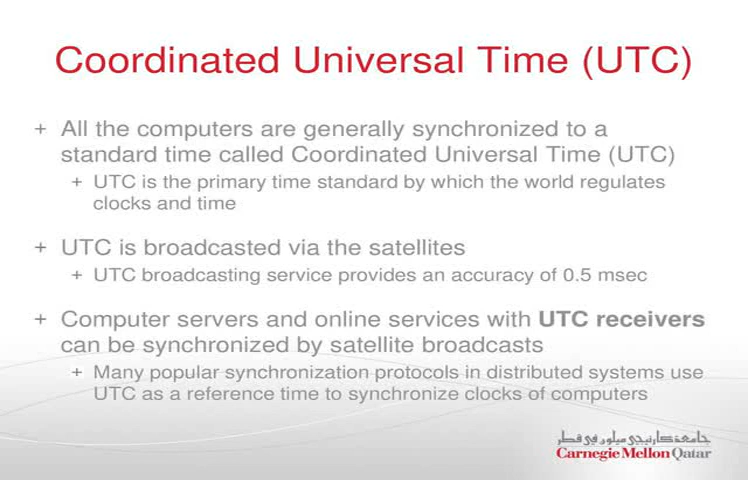 Coordinated Universal Time (UTC)
+ All the computers are generally synchronized to a
standard time called Coordinated Universal Time (UTC)
+ UTC is the primary time standard by which the world regulates
clocks and time
+ UTC is broadcasted via the satellites
+ UTC broadcasting service provides an accuracy of 0.5 msec
+ Computer servers and online services with UTC receivers
can be synchronized by satellite broadcasts
+ Many popular synchronization protocols in distributed systems use
UTC as a reference time to synchronize clocks of computers
جامعة كارنيجي ميلون في قطر
Carnegie Mellon Qatar